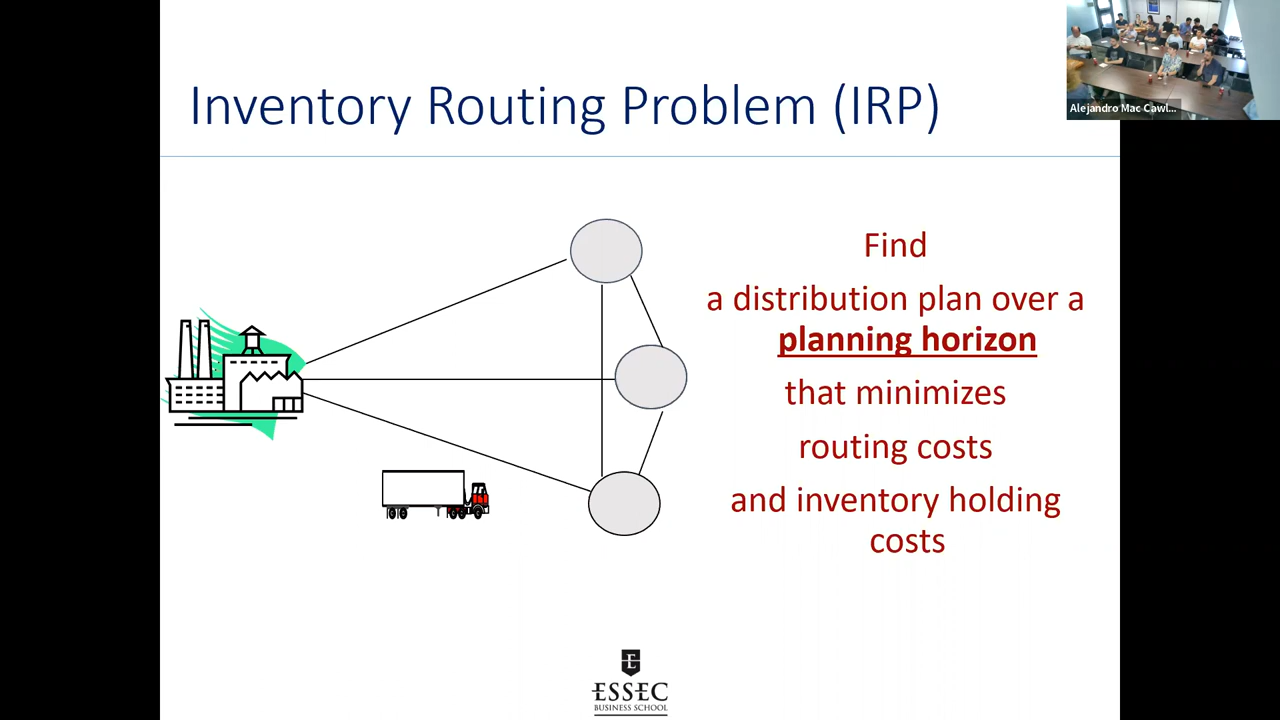 Inventory Routing Problem (IRP)
Alejandro Mac Cawl...
Find
a distribution plan over a
planning horizon
that minimizes
routing costs
and inventory holding
costs
E
ESSEC
BUSINESS SCHOOL